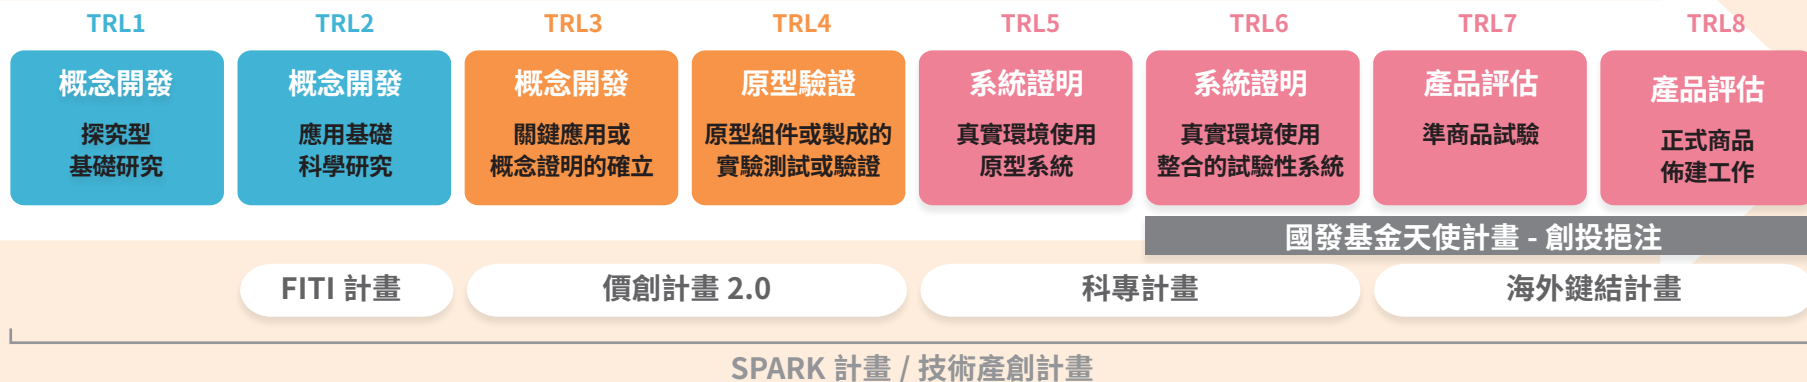 TRL1
TRL2
TRL3
TRL4
TRL5
TRL6
TRL7
TRL8
概念開發
探究型
基礎研究
概念開發
應用基礎
科學研究
概念開發
關鍵應用或
概念證明的確立
原型驗證
原型組件或製成的
實驗測試或驗證
系統證明
真實環境使用
原型系統
系統證明
真實環境使用
整合的試驗性系統
產品評估
準商品試驗
產品評估
正式商品
佈建工作
國發基金天使計畫 - 創投挹注
FITI 計畫
價創計畫 2.0
科專計畫
海外鍵結計畫
SPARK 計畫 / 技術產創計畫